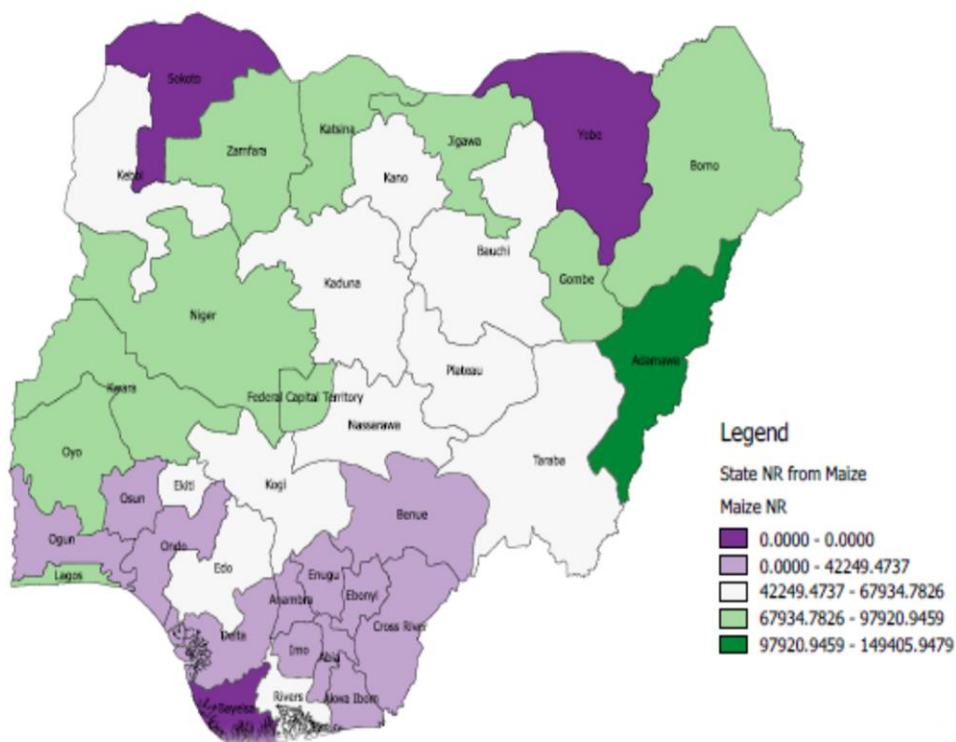 Sokoto
Yobe
Borno
Katsina
Jigawa
Zamfara
Kebbi
Kano
Bauchi
Gombe
Kaduna
Niger
Adamawa
Plateau
Kwara
Federal Capital Territory
Nassarawa
Oyo
Taraba
Ekiti
Kogi
Osun
Benue
Ogun
Ondo
Edo
Lagos
Enugu
Ebonyi
Anambra
Cross River
Delta
Imo
Abia
Rivers
Akwa Ibom
Bayelsa
Legend
State NR from Maize
Maize NR
0.0000 - 0.0000
0.0000 - 42249.4737
42249.4737 - 67934.7826
67934.7826 - 97920.9459
97920.9459 - 149405.9479